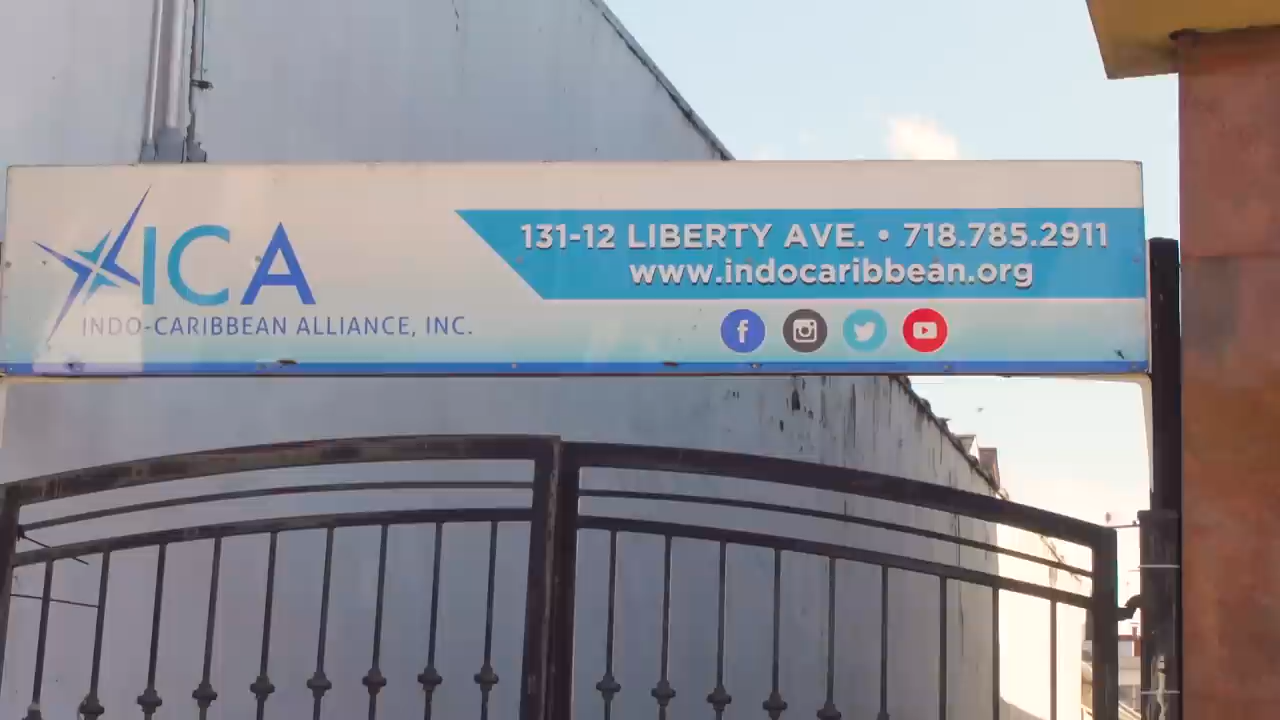 ICA
INDO-CARIBBEAN ALLIANCE, INC.
131-12 LIBERTY AVE. • 718.785.2911
www.indocaribbean.org